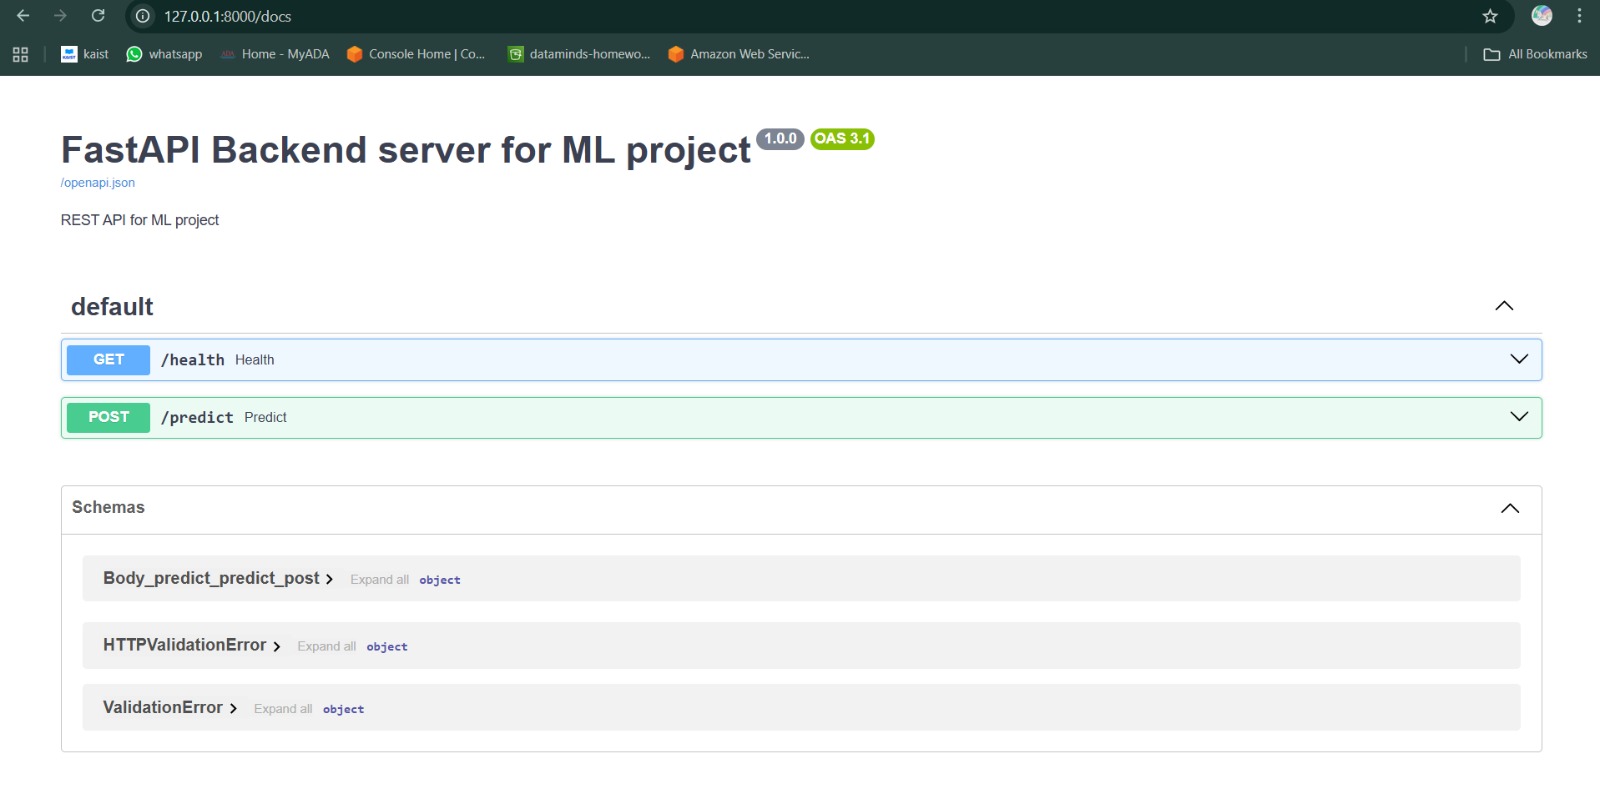 127.0.0.1:8000/docs
kaist whatsapp ADA Home - MyADA Console Home | Co... dataminds-homewo... Amazon Web Servic... All Bookmarks
FastAPI Backend server for ML project 1.0.0 OAS 3.1
/openapi.json
REST API for ML project
default
GET /health Health
POST /predict Predict
Schemas
Body_predict_predict_post Expand all object
HTTPValidationError Expand all object
ValidationError Expand all object